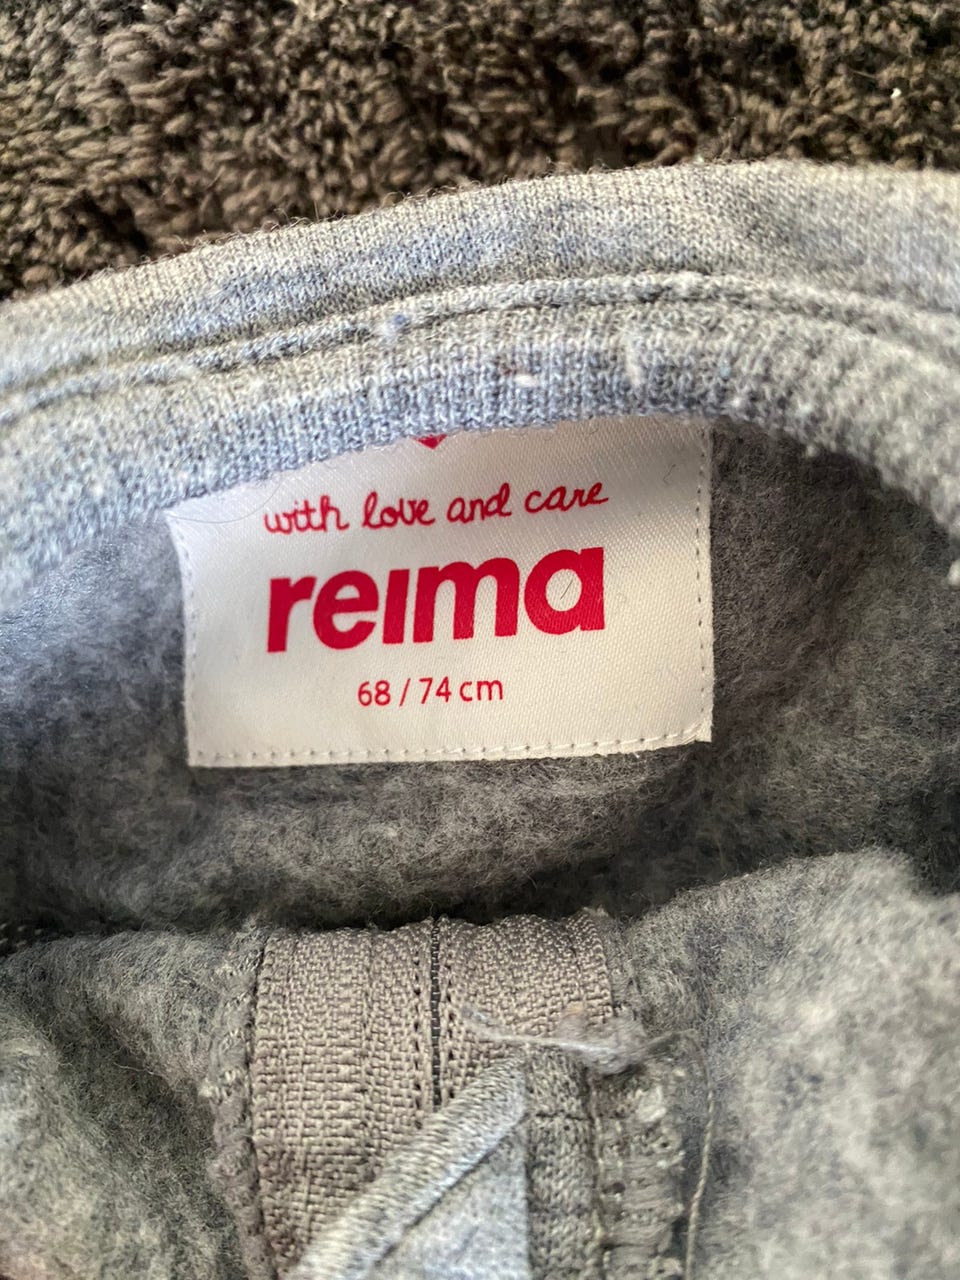 with love and care
reima
68 / 74 cm